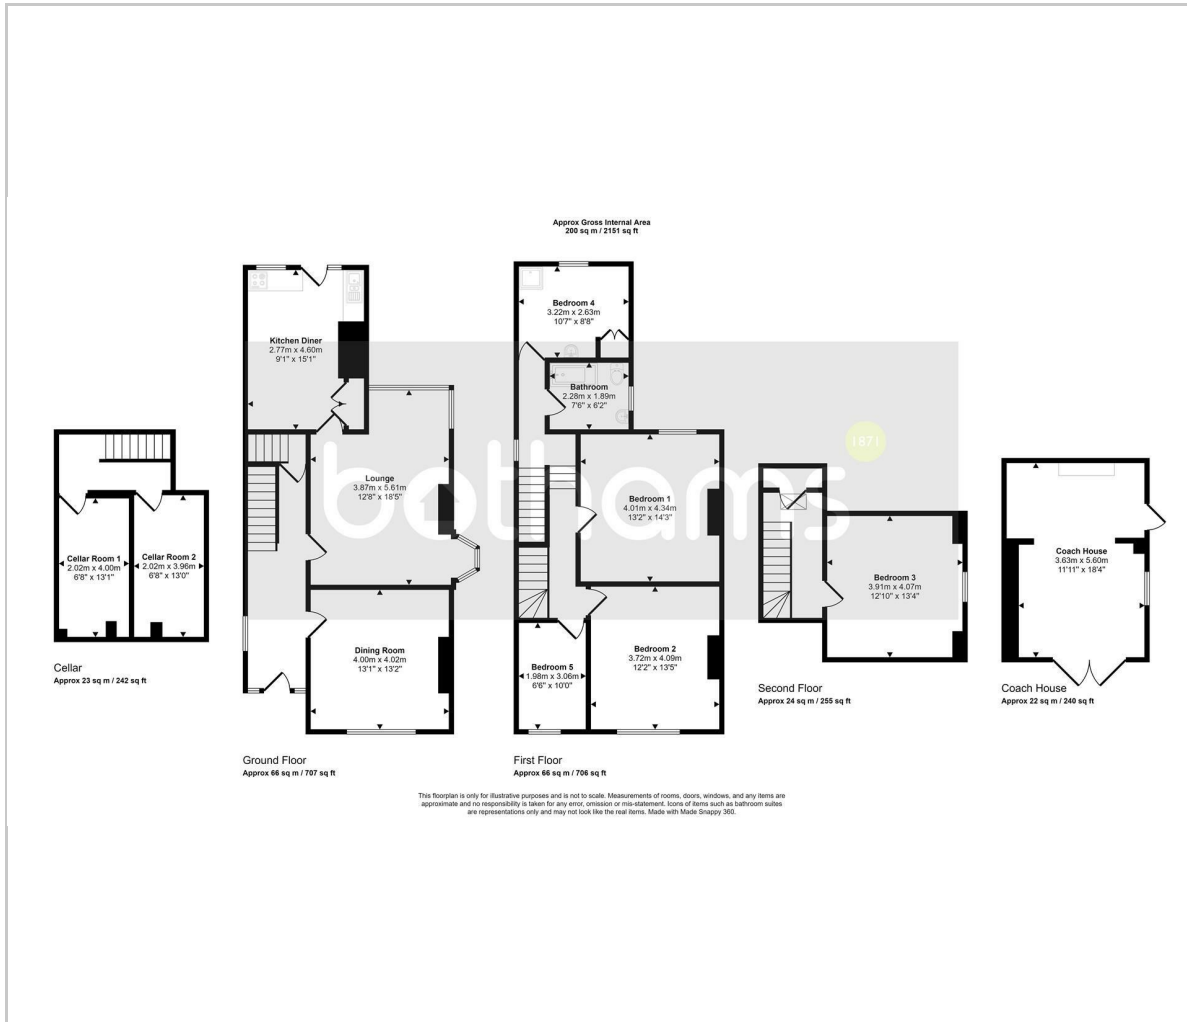 Approx Gross Internal Area
200 sq m / 2151 sq ft
Cellar Room 1
2.02m x 4.00m
6'8" x 13'1"
Cellar Room 2
2.02m x 3.96m
6'8" x 13'0"
Cellar
Approx 23 sq m / 242 sq ft
Kitchen Diner
2.77m x 4.60m
9'1" x 15'1"
Lounge
3.87m x 5.61m
12'8" x 18'5"
Dining Room
4.00m x 4.02m
13'1" x 13'2"
Ground Floor
Approx 66 sq m / 707 sq ft
Bedroom 4
3.22m x 2.63m
10'7" x 8'8"
Bathroom
2.28m x 1.89m
7'6" x 6'2"
Bedroom 1
4.01m x 4.34m
13'2" x 14'3"
Bedroom 2
3.72m x 4.09m
12'2" x 13'5"
Bedroom 5
1.98m x 3.06m
6'6" x 10'0"
First Floor
Approx 66 sq m / 706 sq ft
Bedroom 3
3.91m x 4.07m
12'10" x 13'4"
Second Floor
Approx 24 sq m / 255 sq ft
Coach House
3.63m x 5.60m
11'11" x 18'4"
Coach House
Approx 22 sq m / 240 sq ft
bothams
1871
This floorplan is only for illustrative purposes and is not to scale. Measurements of rooms, doors, windows, and any items are
approximate and no responsibility is taken for any error, omission or mis-statement. Icons of items such as bathroom suites
are representations only and may not look like the real items. Made with Made Snappy 360.